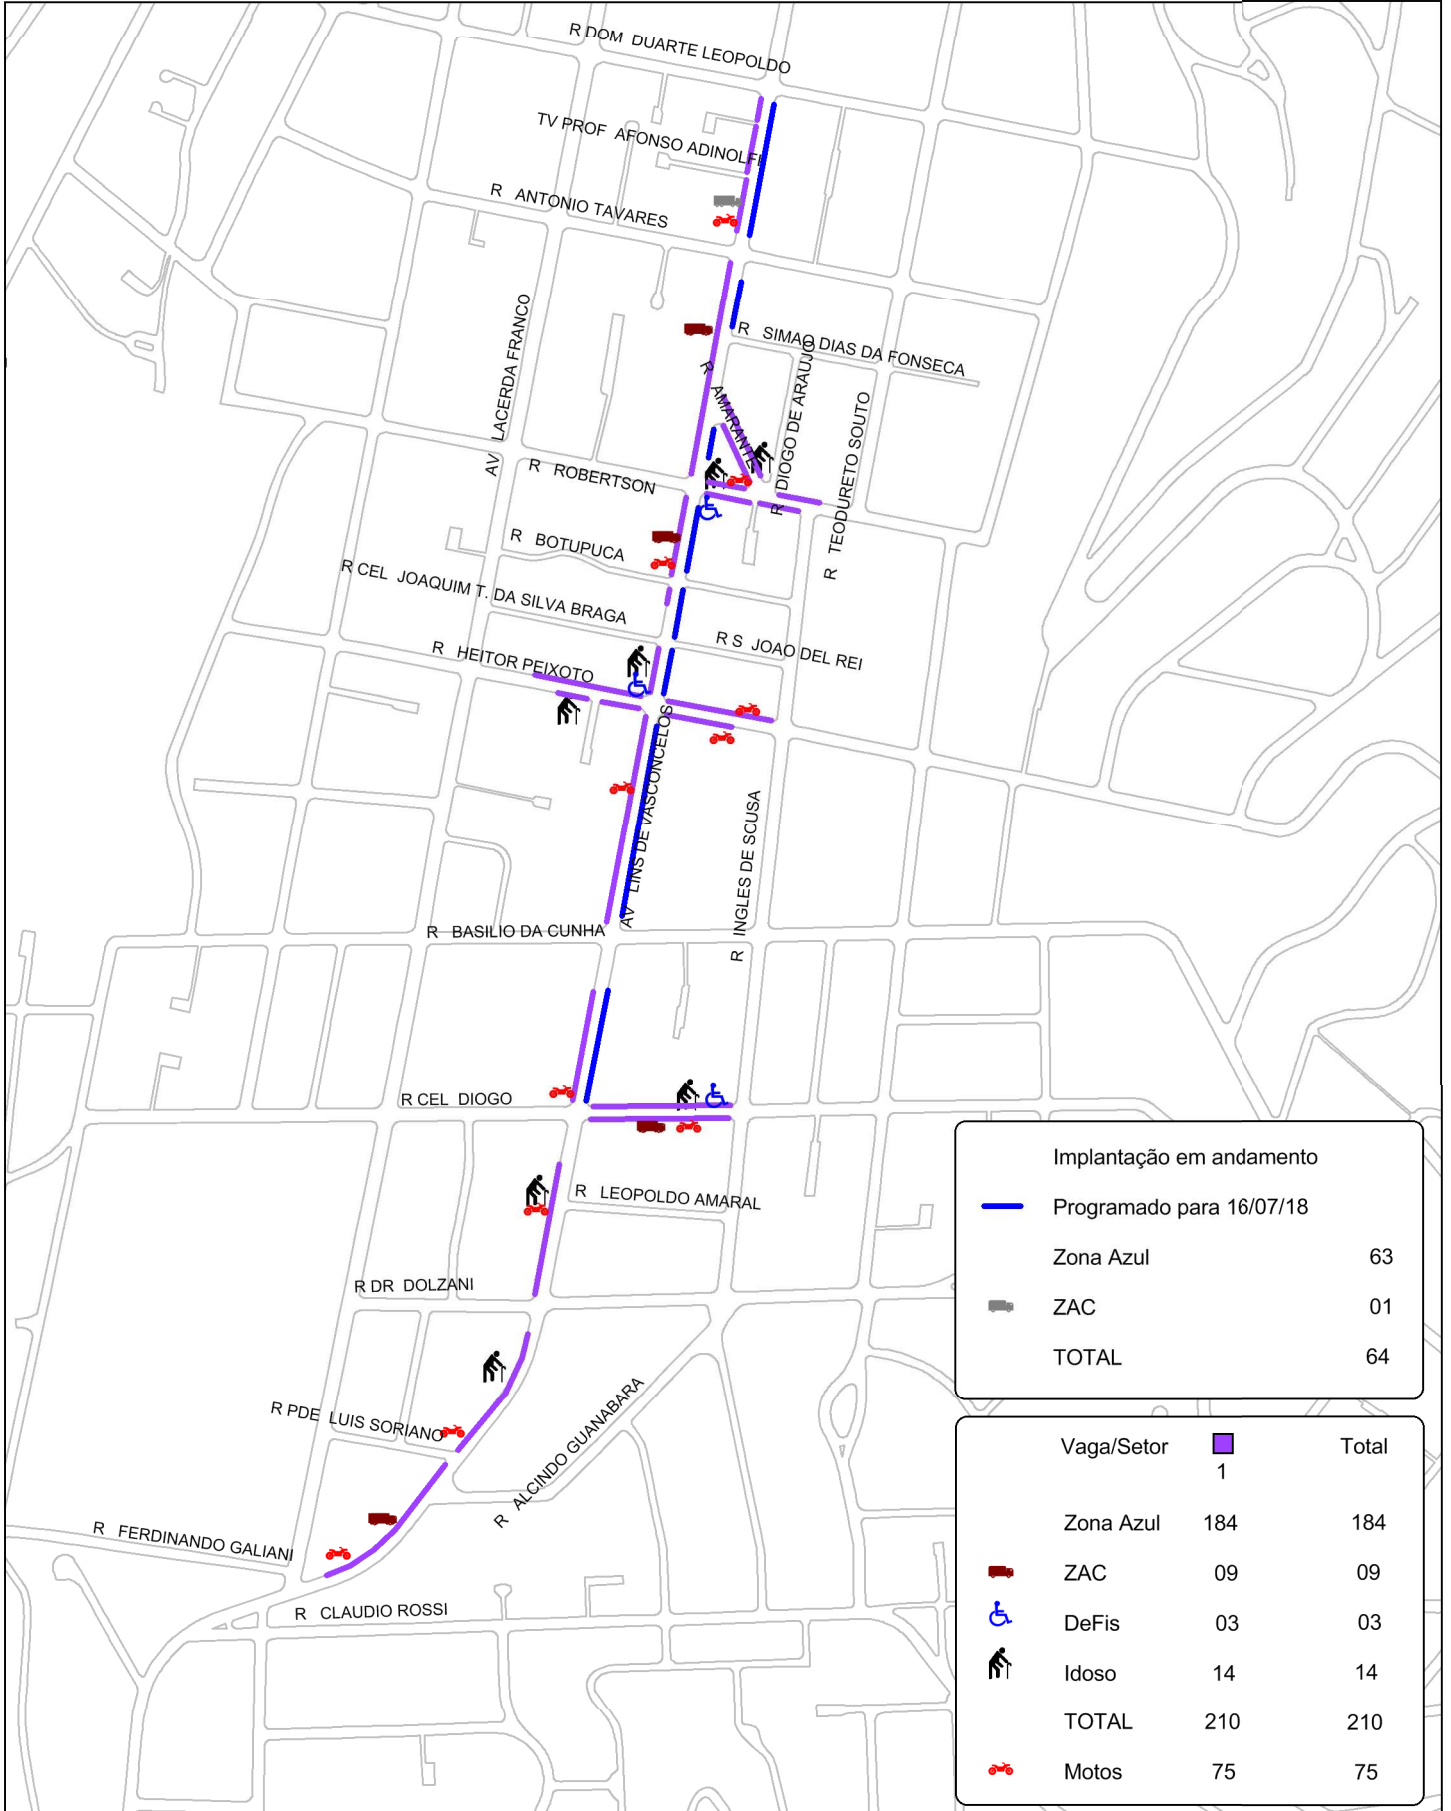 R DOM DUARTE LEOPOLDO
TV PROF AFONSO ADINOLFI
R ANTONIO TAVARES
AV LACERDA FRANCO
R SIMAO DIAS DA FONSECA
R AMARANTE
R DIOGO DE ARAUJO
R TEODURETO SOUTO
R ROBERTSON
R BOTUPUCA
R CEL JOAQUIM T. DA SILVA BRAGA
R S JOAO DEL REI
R HEITOR PEIXOTO
AV LINS DE VASCONCELOS
R INGLES DE SCUSA
R BASILIO DA CUNHA
R CEL DIOGO
R LEOPOLDO AMARAL
R DR DOLZANI
R PDE LUIS SORIANO
R ALCINDO GUANABARA
R FERDINANDO GALIANI
R CLAUDIO ROSSI
Implantação em andamento
Programado para 16/07/18
Zona Azul 63
ZAC 01
TOTAL 64
Vaga/Setor Total
1
Zona Azul 184 184
ZAC 09 09
DeFis 03 03
Idoso 14 14
TOTAL 210 210
Motos 75 75